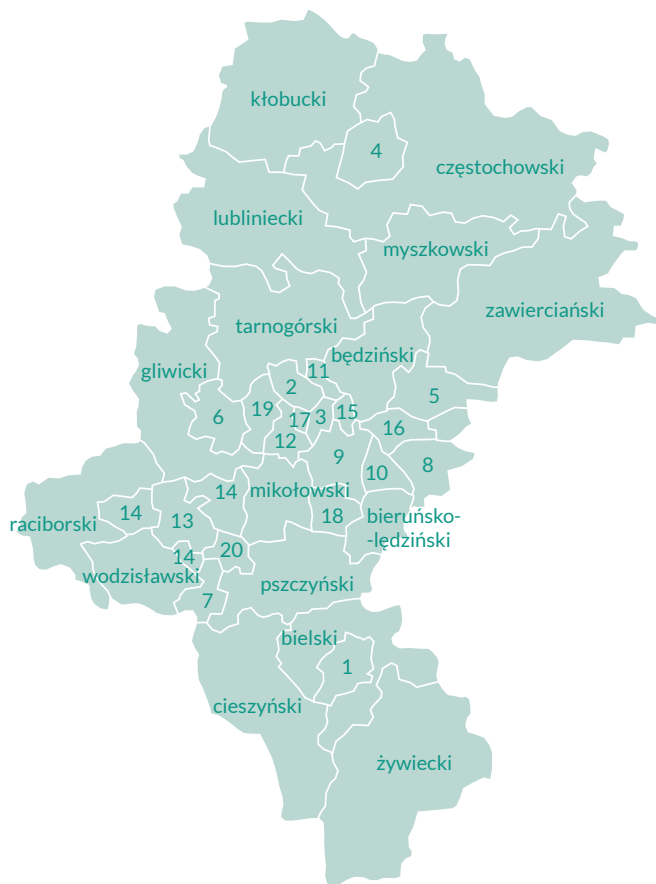 kłobucki
4
częstochowski
lubliniecki
myszkowski
zawierciański
tarnogórski
będziński
gliwicki
11
2
5
19
15
6
17
3
16
12
9
8
10
14
mikołowski
14
13
18
raciborski
bieruńsko-
-lędziński
20
14
wodzisławski
pszczyński
7
bielski
1
cieszyński
żywiecki